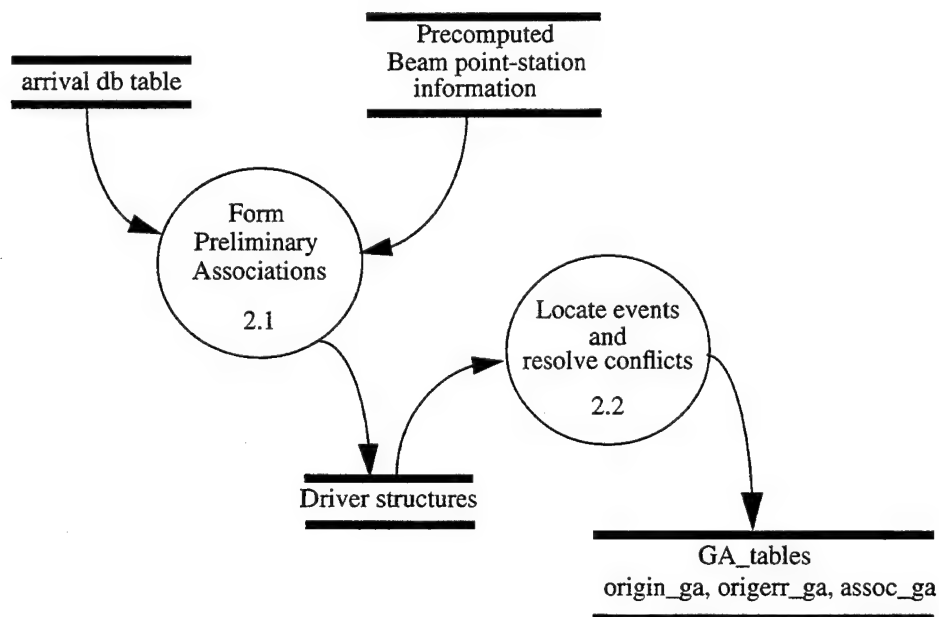 Precomputed
Beam point-station
information
arrival db table
Form
Preliminary
Associations
2.1
Locate events
and
resolve conflicts
2.2
Driver structures
GA_tables
origin_ga, origerr_ga, assoc_ga